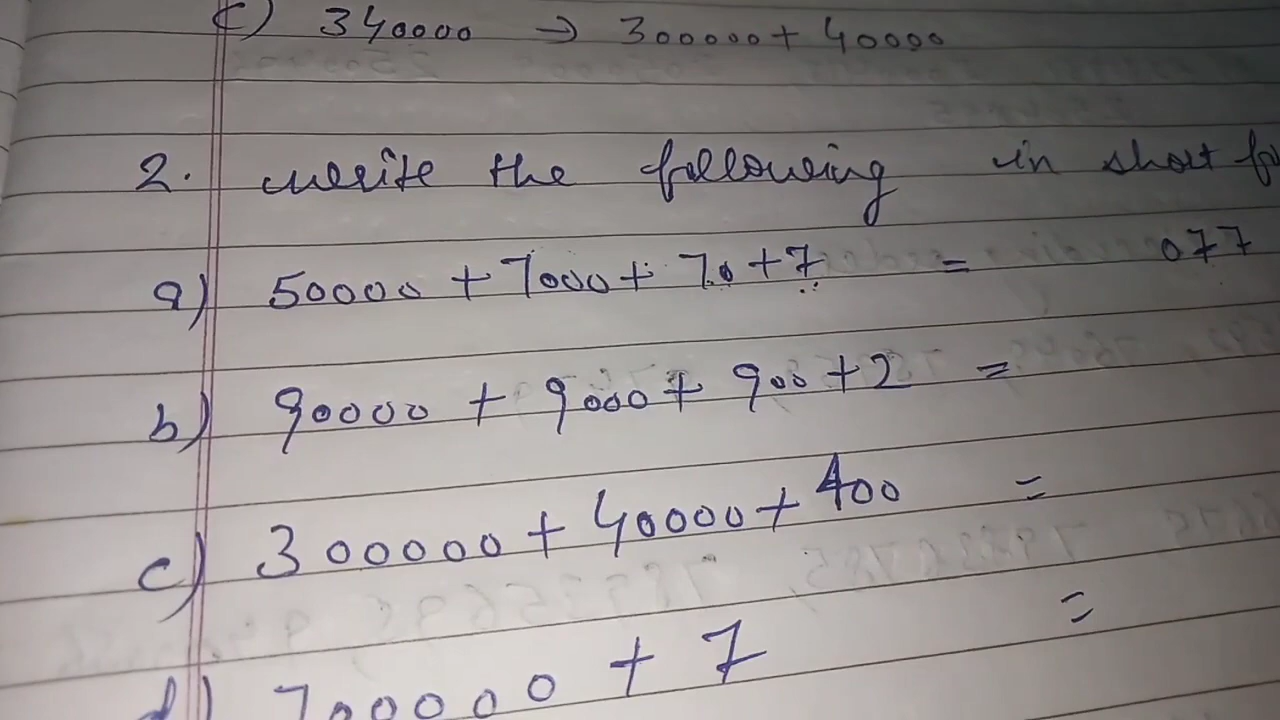 c) 340000 → 300000 + 40000
2. write the following in short
a) 50000 + 7000 + 70 + 7 = 077
b) 90000 + 9000 + 900 + 2 =
c) 300000 + 40000 + 400 =
d) 700000 + 7 =